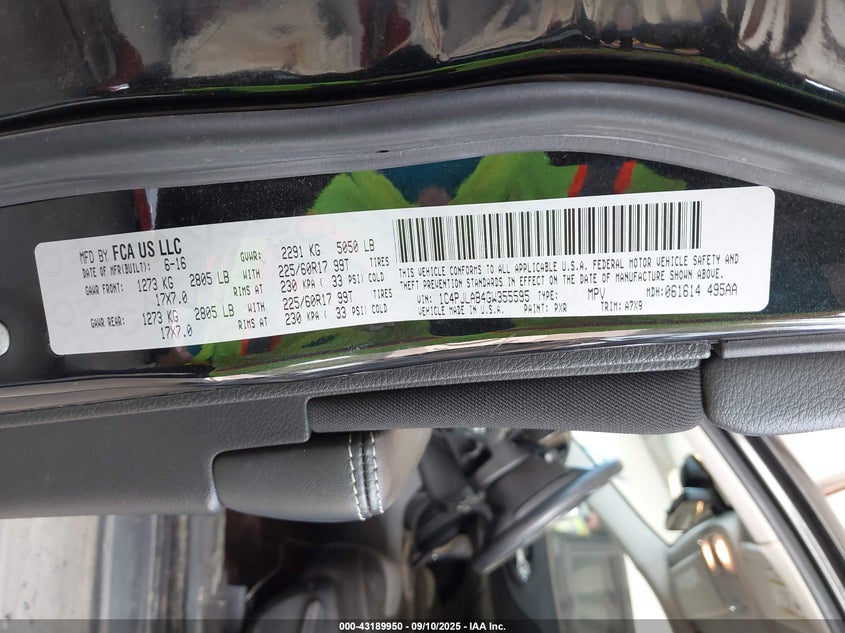 MFD BY FCA US LLC
DATE OF MFR(BUILT): 6-16 GVWR: 2291 KG 5050 LB
GAWR FRONT: 1273 KG 2805 LB WITH 225/60R17 99T TIRES
17X7.0 RIMS AT 230 KPA ( 33 PSI) COLD
GAWR REAR: 1273 KG 2805 LB WITH 225/60R17 99T TIRES
17X7.0 RIMS AT 230 KPA ( 33 PSI) COLD
THIS VEHICLE CONFORMS TO ALL APPLICABLE U.S.A. FEDERAL MOTOR VEHICLE SAFETY AND
THEFT PREVENTION STANDARDS IN EFFECT ON THE DATE OF MANUFACTURE SHOWN ABOVE.
VIN: 1C4PJLAB4GW355595 TYPE: MPV MDH: 061614 495AA
VEHICLE MADE IN U.S.A. PAINT: PXR TRIM: A7X9
000-43189950 - 09/10/2025 - IAA Inc.